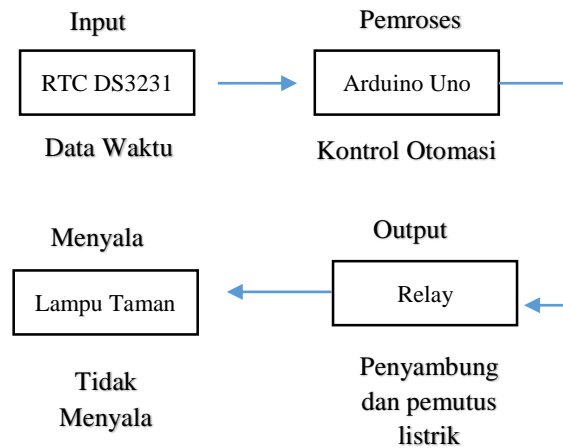 Input
Pemroses
RTC DS3231
Arduino Uno
Data Waktu
Kontrol Otomasi
Menyala
Output
Lampu Taman
Relay
Tidak
Menyala
Penyambung
dan pemutus
listrik